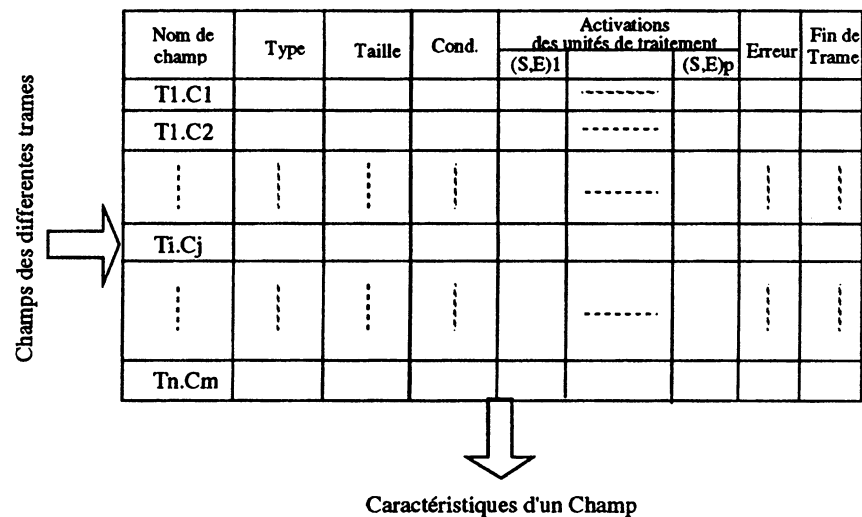 Champs des differentes trames
Nom de champ
Type
Taille
Cond.
Activations des unités de traitement
(S,E)1
(S,E)p
Erreur
Fin de Trame
T1.C1
T1.C2
Ti.Cj
Tn.Cm
Caractéristiques d'un Champ